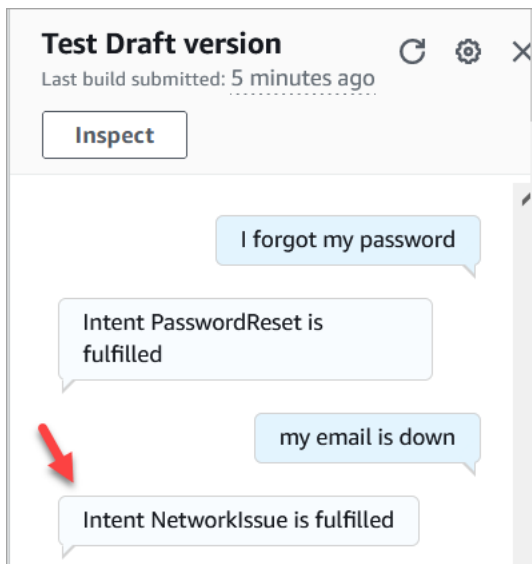 Test Draft version
Last build submitted: 5 minutes ago
Inspect
I forgot my password
Intent PasswordReset is
fulfilled
my email is down
Intent NetworkIssue is fulfilled